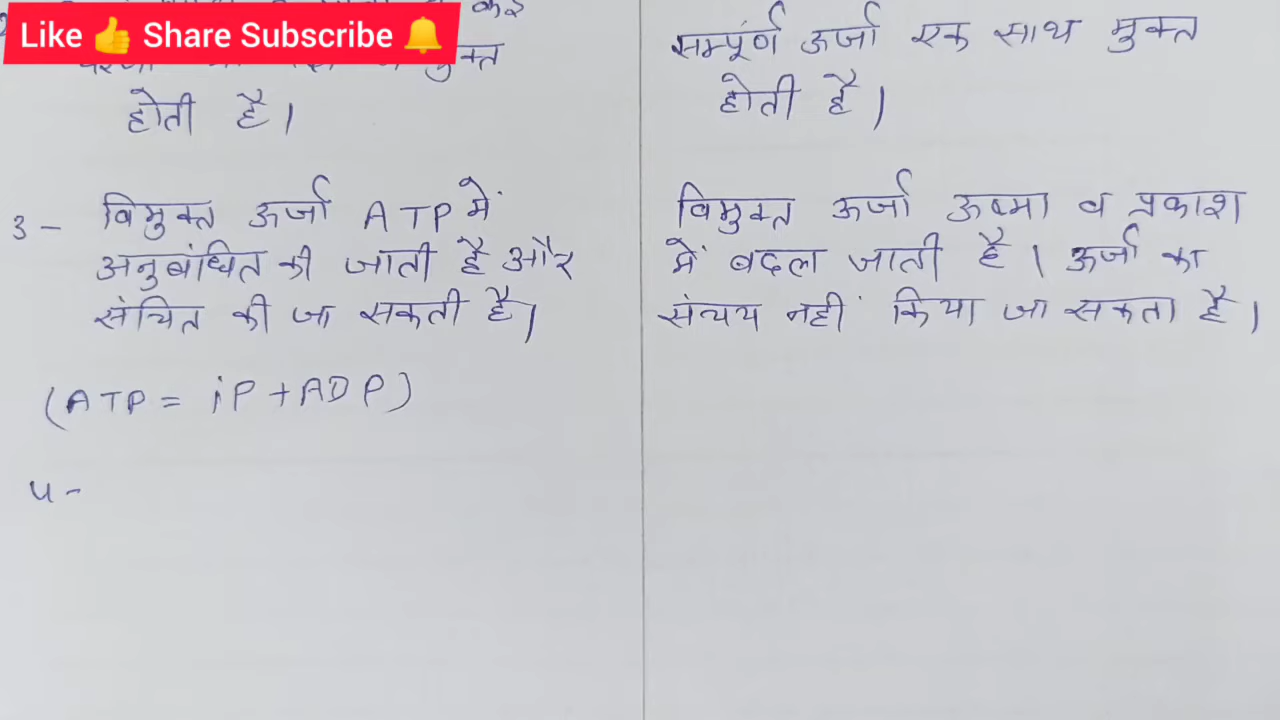 Like 👍 Share Subscribe 🔔
होती है।
3 - विमुक्त ऊर्जा ATP में
अनुबंधित की जाती है और
संचित की जा सकती है।
(ATP = iP + ADP)
4 -
सम्पूर्ण ऊर्जा एक साथ मुक्त
होती है।
विमुक्त ऊर्जा ऊष्मा व प्रकाश
में बदला जाती है। ऊर्जा का
संचय नहीं किया जा सकता है।